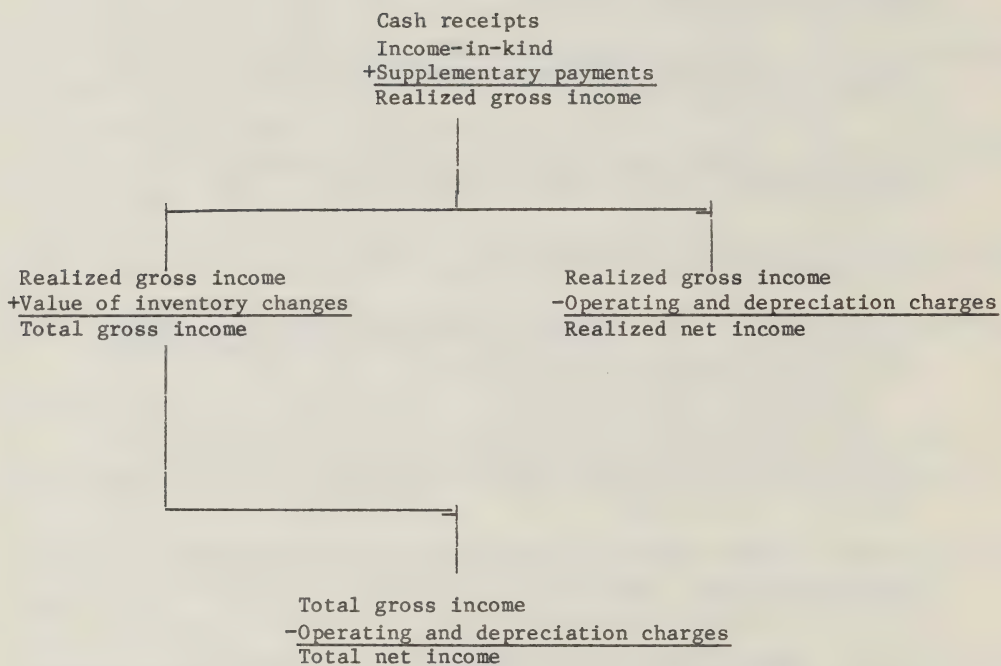 Cash receipts
Income-in-kind
+Supplementary payments
Realized gross income
Realized gross income
+Value of inventory changes
Total gross income
Realized gross income
-Operating and depreciation charges
Realized net income
Total gross income
-Operating and depreciation charges
Total net income